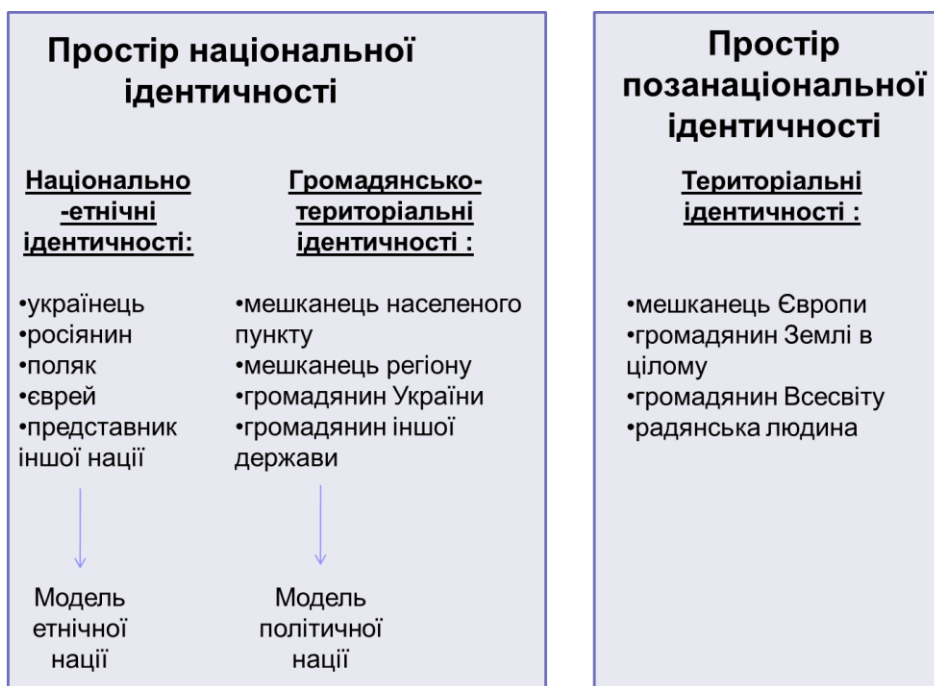 Простір національної
ідентичності
Національно
-етнічні
ідентичності:
•українець
•росіянин
•поляк
•єврей
•представник
іншої нації
Модель
етнічної
нації
Громадянсько-
територіальні
ідентичності :
•мешканець населеного
пункту
•мешканець регіону
•громадянин України
•громадянин іншої
держави
Модель
політичної
нації
Простір
позанаціональної
ідентичності
Територіальні
ідентичності :
•мешканець Європи
•громадянин Землі в
цілому
•громадянин Всесвіту
•радянська людина